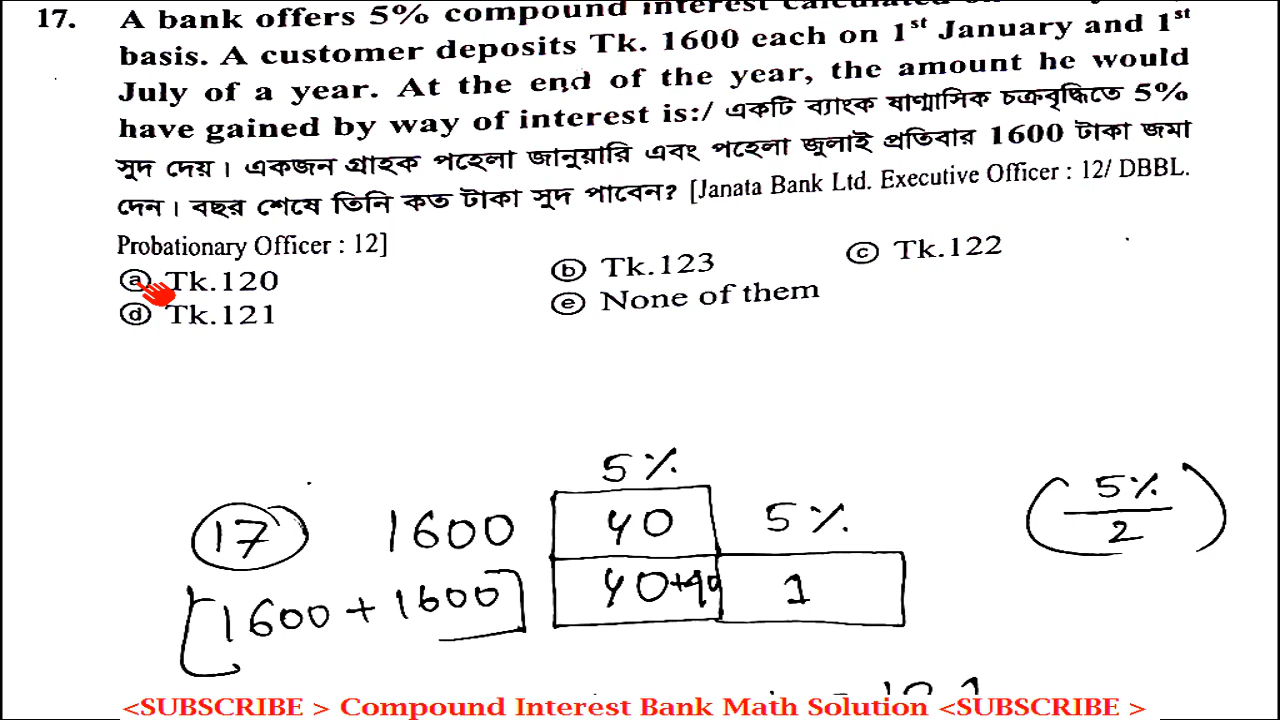 17. A bank offers 5% compound interest calculated on
basis. A customer deposits Tk. 1600 each on 1st January and 1st
July of a year. At the end of the year, the amount he would
have gained by way of interest is:/ একটি ব্যাংক ষাণ্মাসিক চক্রবৃদ্ধিতে 5%
সুদ দেয়। একজন গ্রাহক পহেলা জানুয়ারি এবং পহেলা জুলাই প্রতিবার 1600 টাকা জমা
দেন। বছর শেষে তিনি কত টাকা সুদ পাবেন? [Janata Bank Ltd. Executive Officer : 12/ DBBL.
Probationary Officer : 12]
ⓐ Tk.120 ⓑ Tk.123 ⓒ Tk.122
ⓓ Tk.121 ⓔ None of them
5%
17 1600 40 5% (5%/2)
[1600 + 1600] 40+40 1
<SUBSCRIBE > Compound Interest Bank Math Solution <SUBSCRIBE >